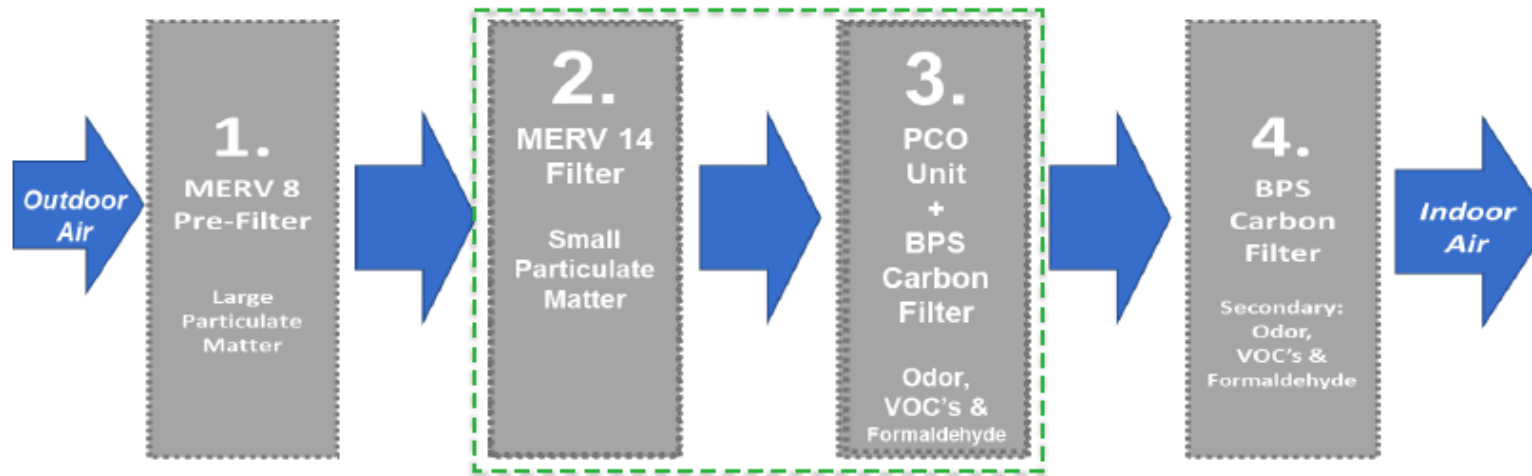 Outdoor
Air
1.
MERV 8
Pre-Filter
Large
Particulate
Matter
2.
MERV 14
Filter
Small
Particulate
Matter
3.
PCO
Unit
+
BPS
Carbon
Filter
Odor,
VOC's &
Formaldehyde
4.
BPS
Carbon
Filter
Secondary:
Odor,
VOC's &
Formaldehyde
Indoor
Air